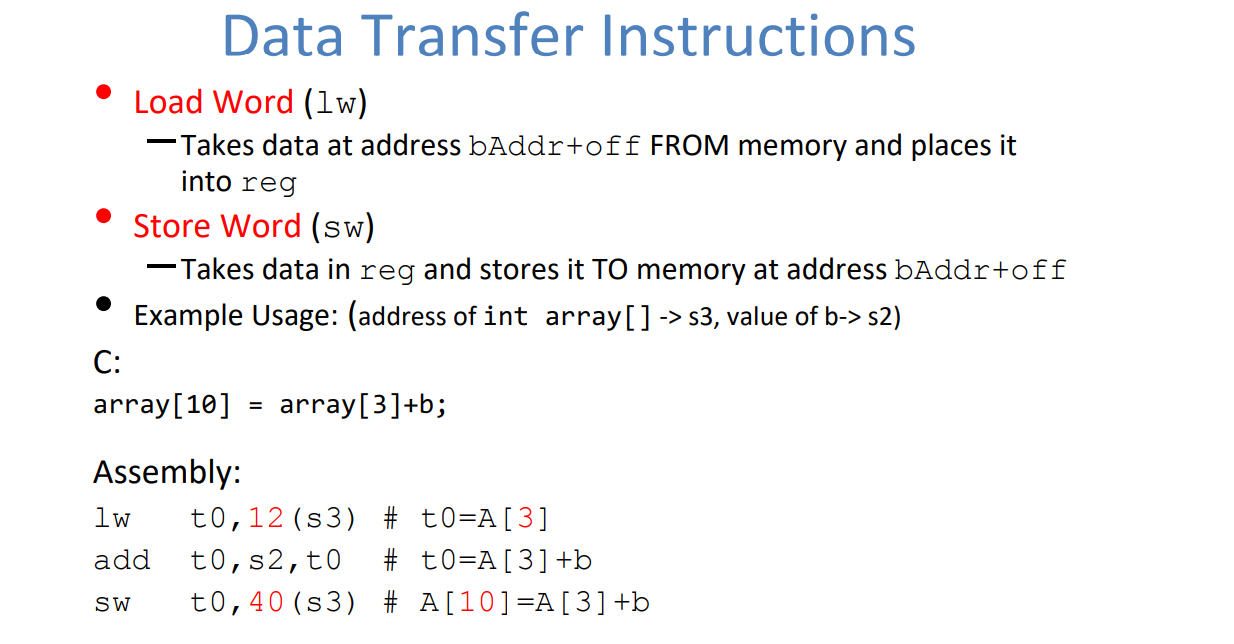 Data Transfer Instructions
• Load Word (lw)
—Takes data at address bAddr+off FROM memory and places it
into reg
• Store Word (sw)
—Takes data in reg and stores it TO memory at address bAddr+off
• Example Usage: (address of int array[] -> s3, value of b-> s2)
C:
array[10] = array[3]+b;
Assembly:
lw t0,12(s3) # t0=A[3]
add t0,s2,t0 # t0=A[3]+b
sw t0,40(s3) # A[10]=A[3]+b